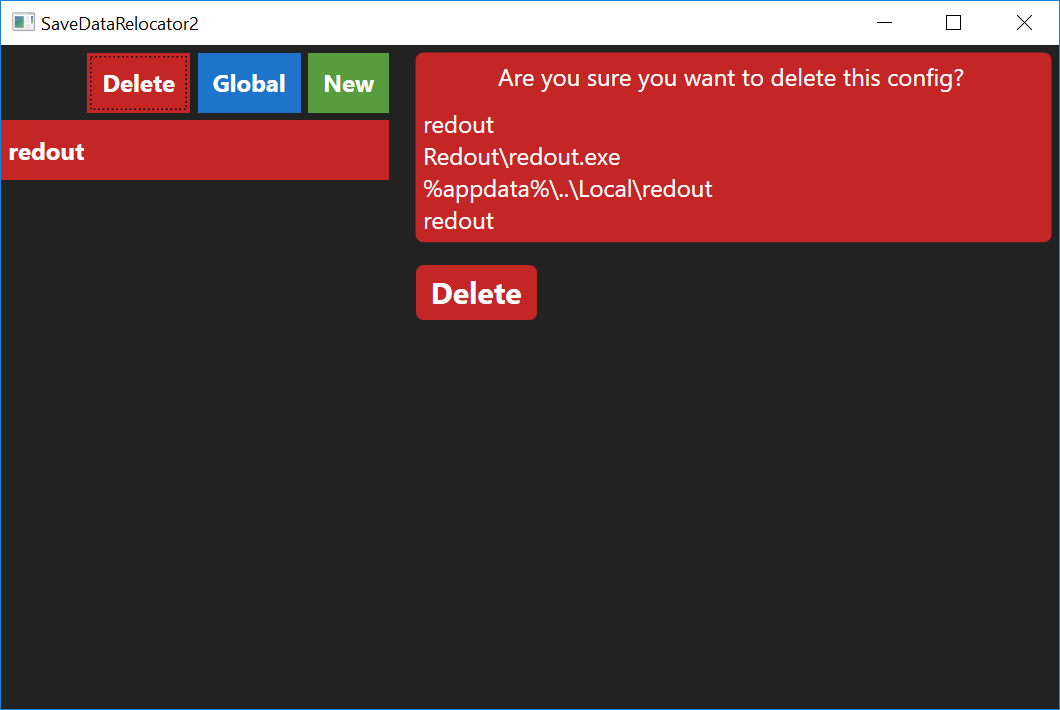 SaveDataRelocator2
Delete Global New
redout
Are you sure you want to delete this config?
redout
Redout\redout.exe
%appdata%\..\Local\redout
redout
Delete